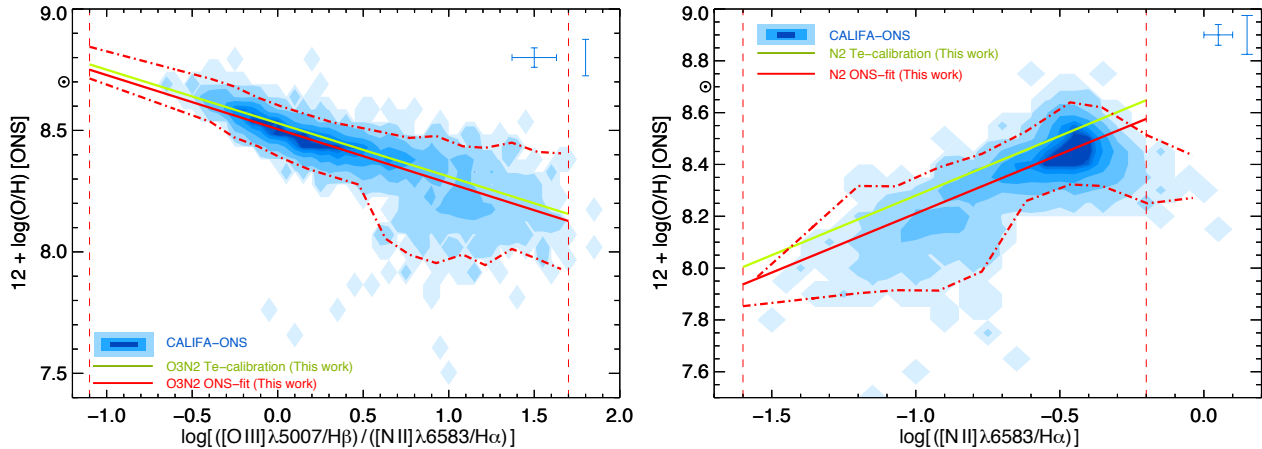 9.0
8.5
8.0
7.5
12 + log(O/H) [ONS]
CALIFA−ONS
O3N2 Te−calibration (This work)
O3N2 ONS−fit (This work)
−1.0 −0.5 0.0 0.5 1.0 1.5 2.0
log[([O III]λ5007/Hβ)/([N II]λ6583/Hα)]
9.0
8.8
8.6
8.4
8.2
8.0
7.8
7.6
12 + log(O/H) [ONS]
CALIFA−ONS
N2 Te−calibration (This work)
N2 ONS−fit (This work)
−1.5 −1.0 −0.5 0.0
log([N II]λ6583/Hα)]